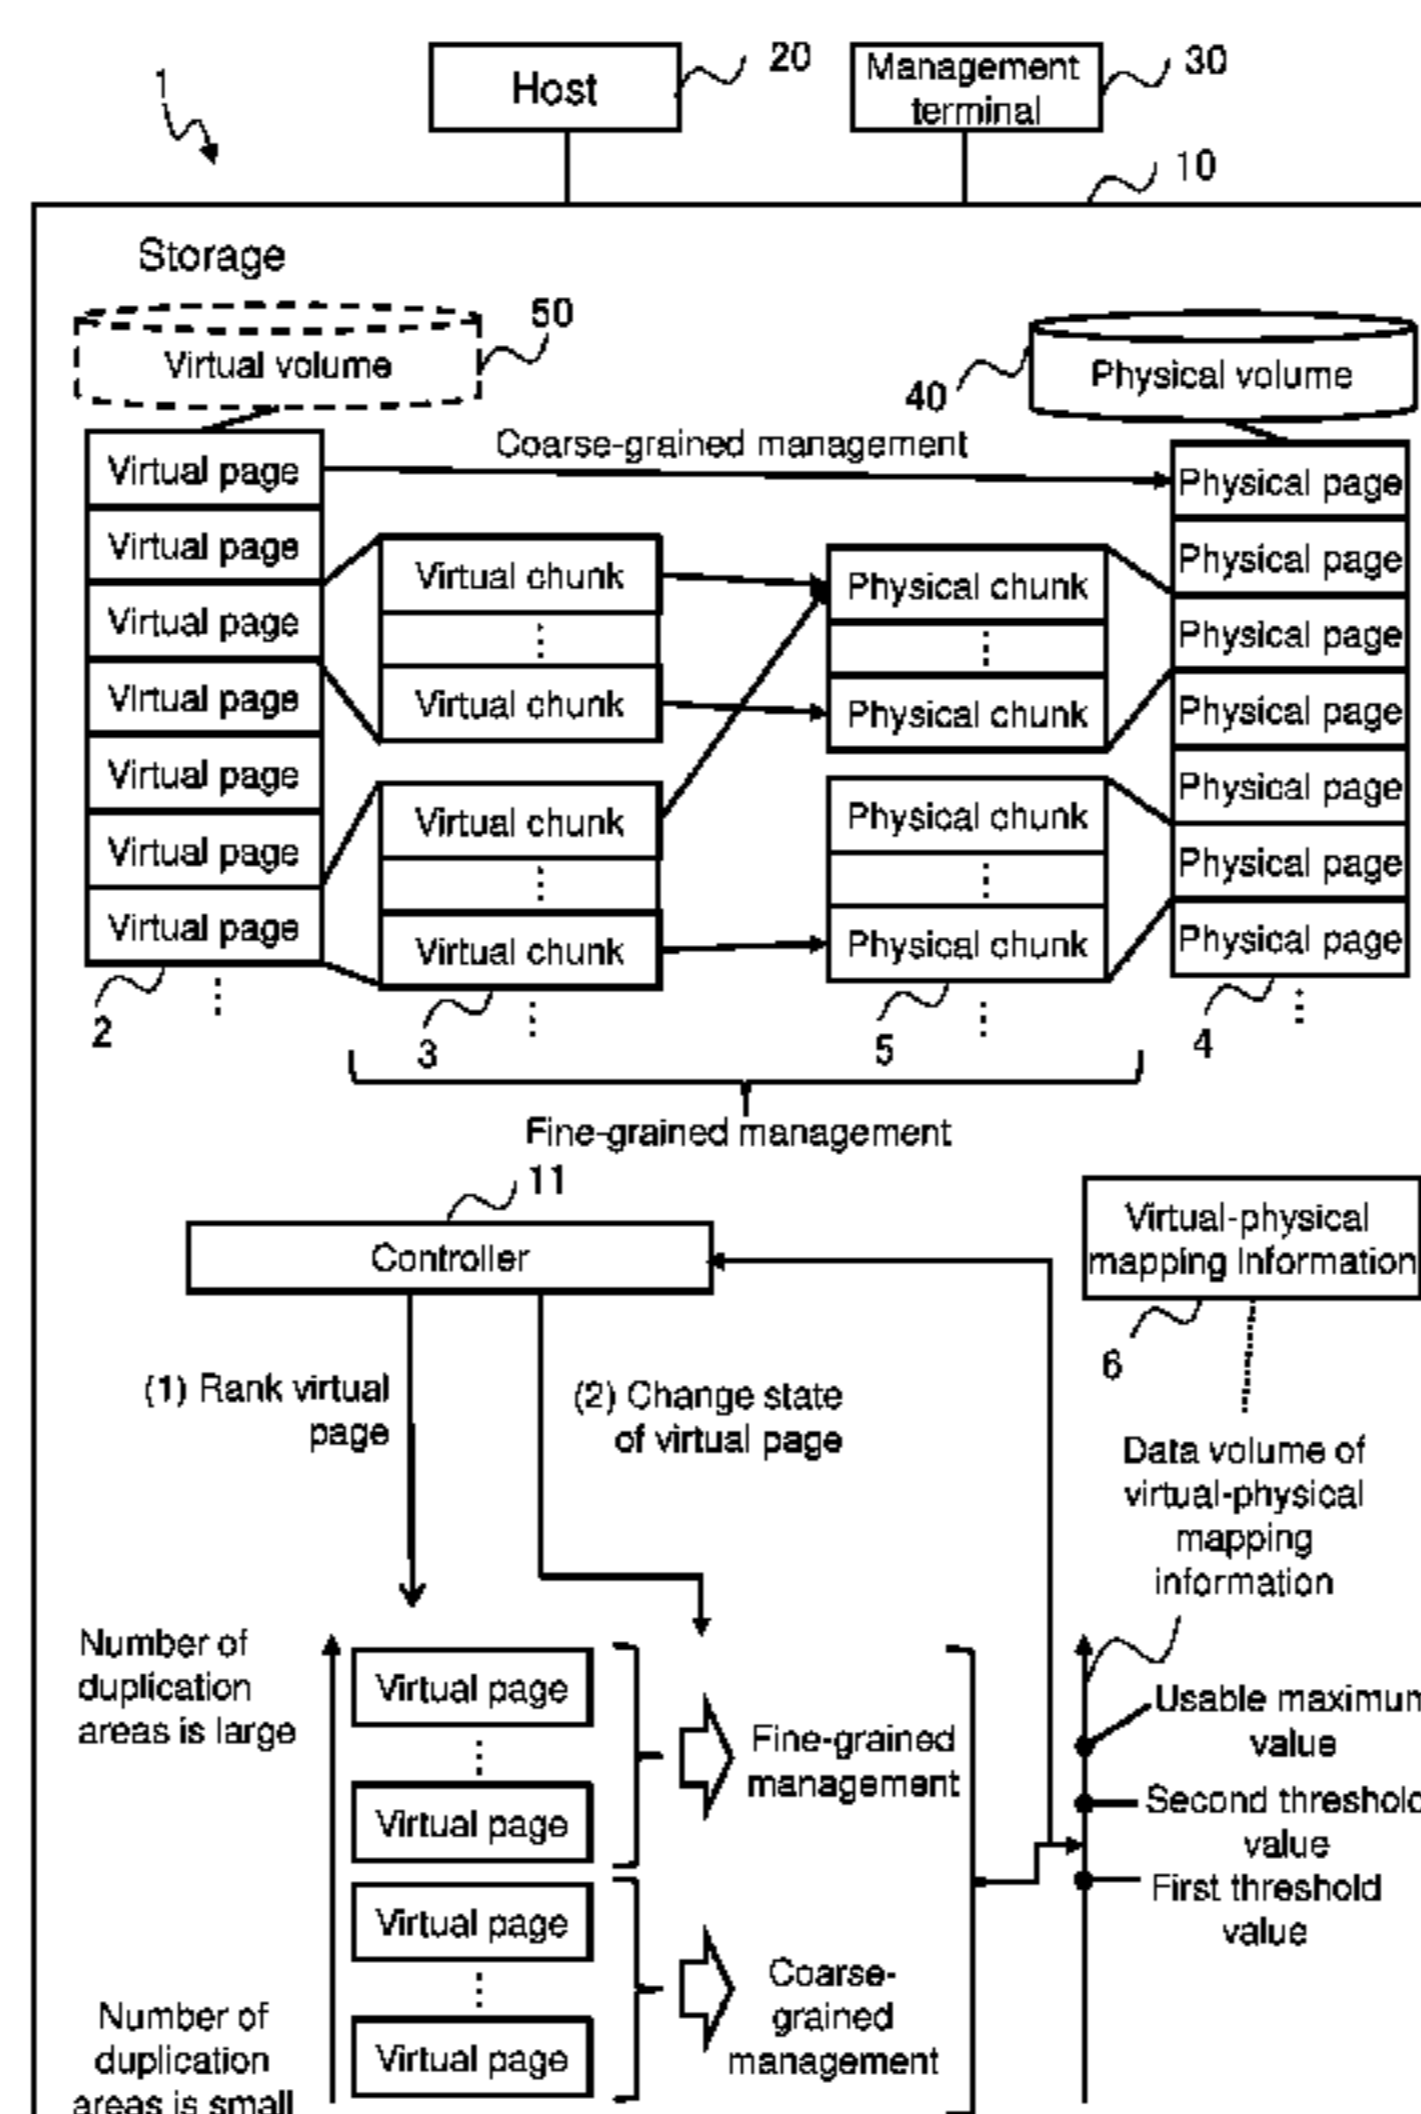 1
Host
20
Management
terminal
30
10
Storage
Virtual volume
50
40
Physical volume
Coarse-grained management
Virtual page
Virtual page
Virtual page
Virtual page
Virtual page
Virtual page
Virtual page
2
Virtual chunk
Virtual chunk
Virtual chunk
Virtual chunk
3
Physical chunk
Physical chunk
Physical chunk
Physical chunk
5
Physical page
Physical page
Physical page
Physical page
Physical page
Physical page
Physical page
4
Fine-grained management
11
Controller
Virtual-physical
mapping Information
6
(1) Rank virtual
page
(2) Change state
of virtual page
Data volume of
virtual-physical
mapping
information
Number of
duplication
areas is large
Virtual page
Virtual page
Fine-grained
management
Virtual page
Virtual page
Coarse-
grained
management
Number of
duplication
areas is small
Usable maximum
value
Second threshold
value
First threshold
value